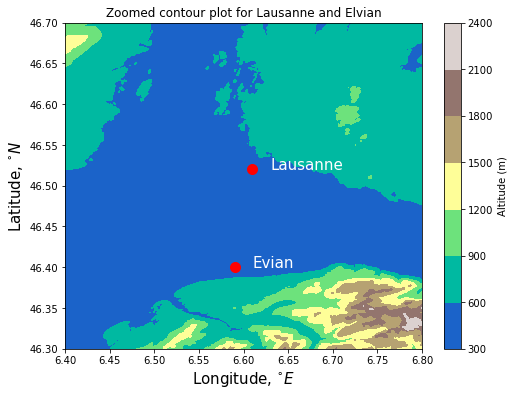 Zoomed contour plot for Lausanne and Elvian
46.70
46.65
46.60
46.55
46.50
46.45
46.40
46.35
46.30
Latitude, °N
Lausanne
Evian
6.40 6.45 6.50 6.55 6.60 6.65 6.70 6.75 6.80
Longitude, °E
2400
2100
1800
1500
1200
900
600
300
Altitude (m)